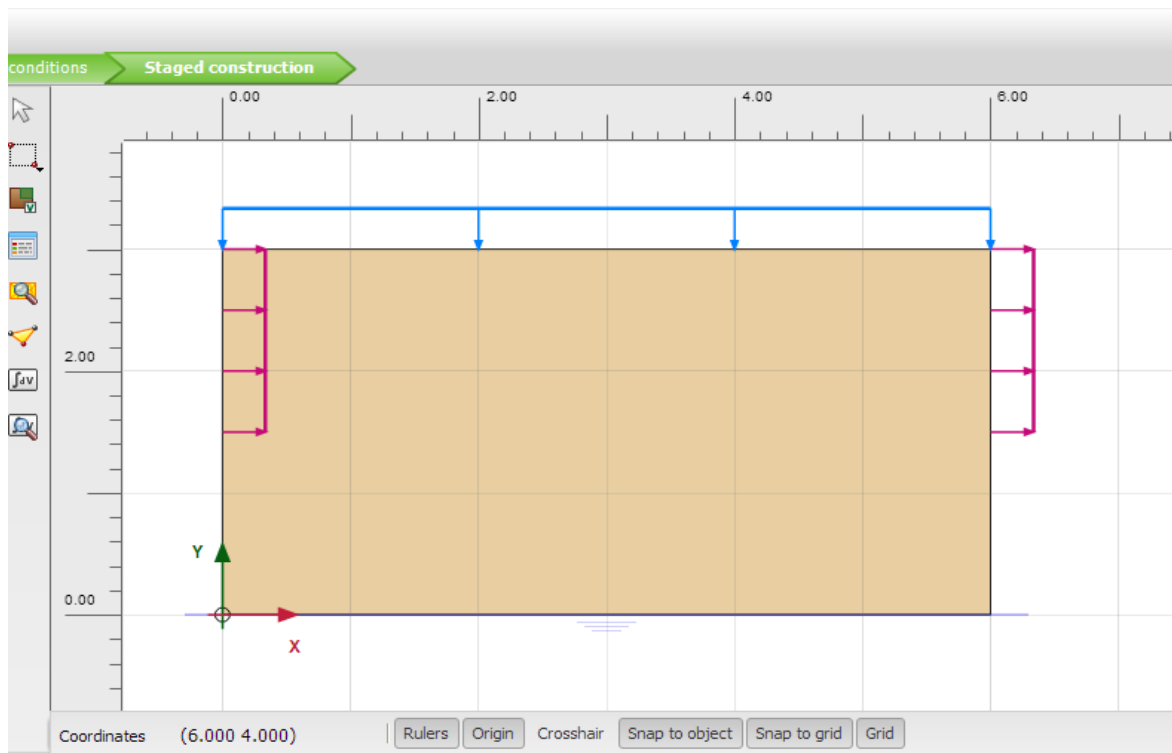 conditions
Staged construction
0.00 2.00 4.00 6.00
2.00
∫dV
Y
0.00
X
Coordinates (6.000 4.000) Rulers Origin Crosshair Snap to object Snap to grid Grid